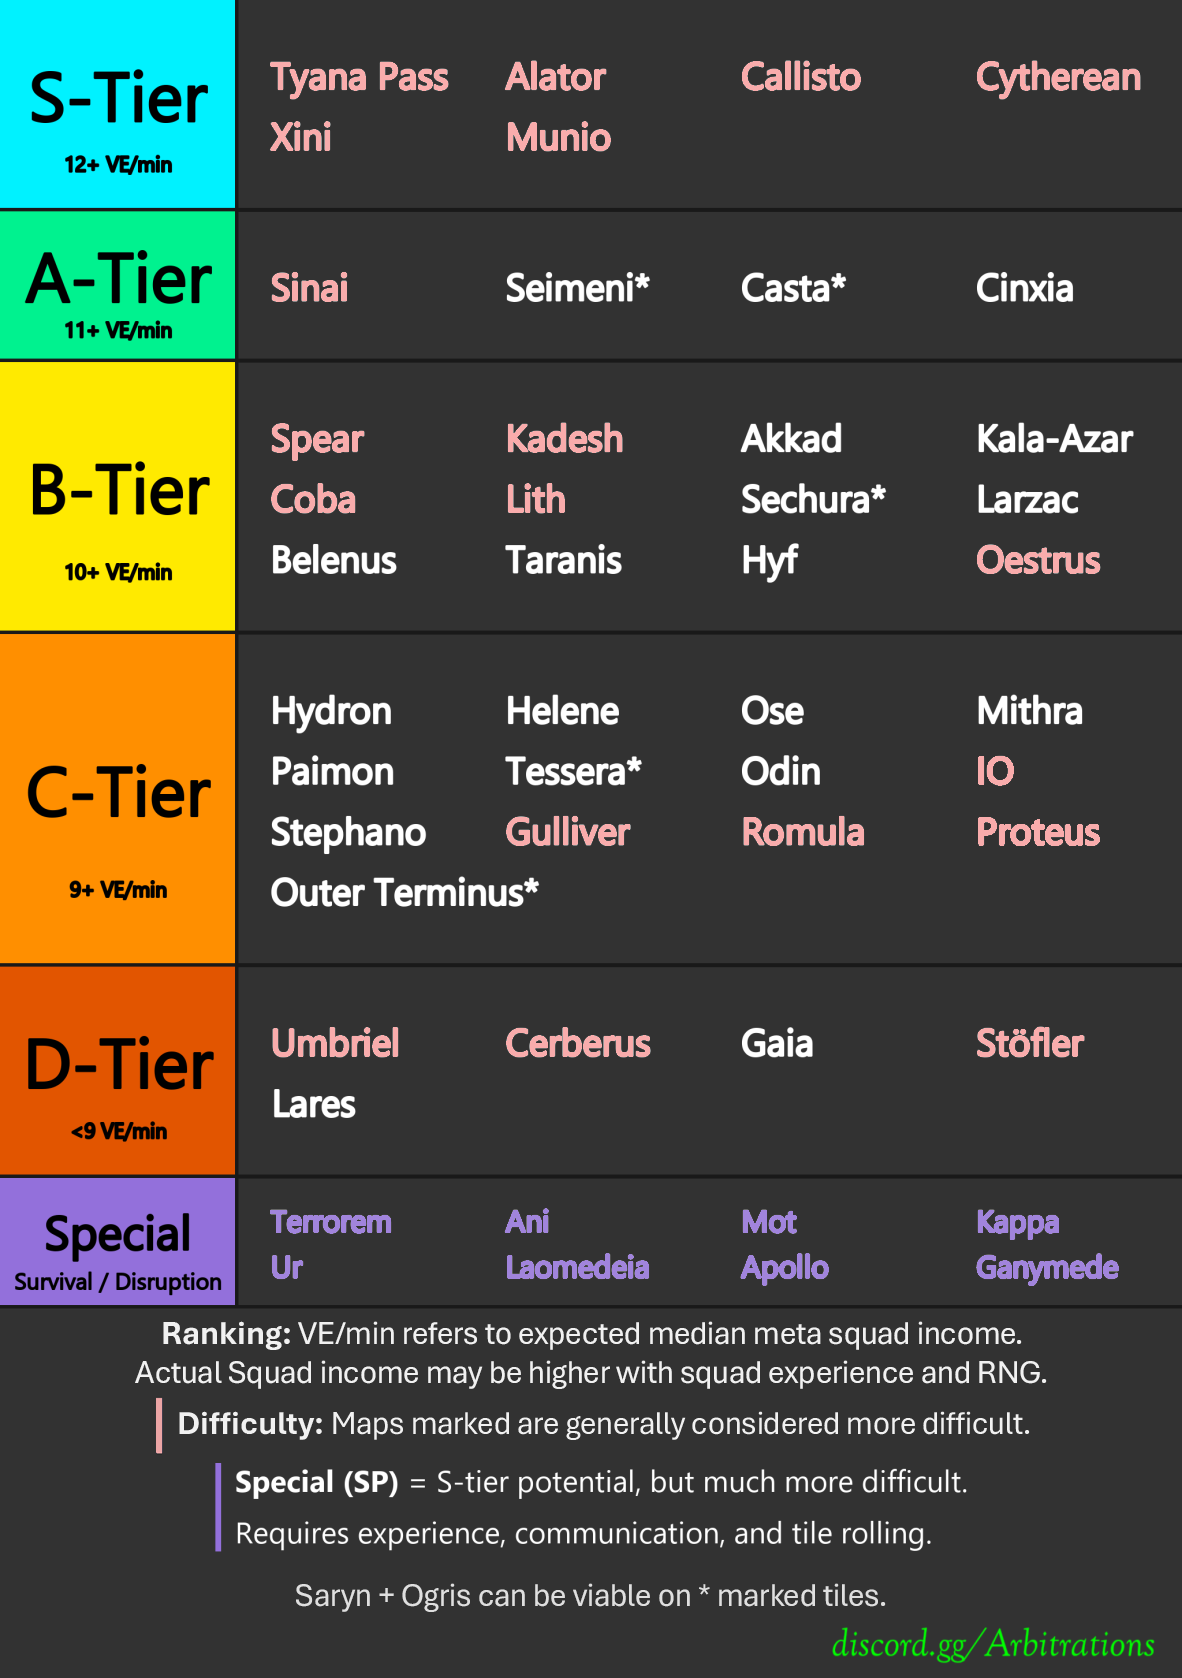 S-Tier
12+ VE/min
Tyana Pass Alator Callisto Cytherean
Xini Munio
A-Tier
11+ VE/min
Sinai Seimeni* Casta* Cinxia
B-Tier
10+ VE/min
Spear Kadesh Akkad Kala-Azar
Coba Lith Sechura* Larzac
Belenus Taranis Hyf Oestrus
C-Tier
9+ VE/min
Hydron Helene Ose Mithra
Paimon Tessera* Odin IO
Stephano Gulliver Romula Proteus
Outer Terminus*
D-Tier
<9 VE/min
Umbriel Cerberus Gaia Stöfler
Lares
Special
Survival / Disruption
Terrorem Ani Mot Kappa
Ur Laomedeia Apollo Ganymede
Ranking: VE/min refers to expected median meta squad income.
Actual Squad income may be higher with squad experience and RNG.
Difficulty: Maps marked are generally considered more difficult.
Special (SP) = S-tier potential, but much more difficult.
Requires experience, communication, and tile rolling.
Saryn + Ogris can be viable on * marked tiles.
discord.gg/Arbitrations